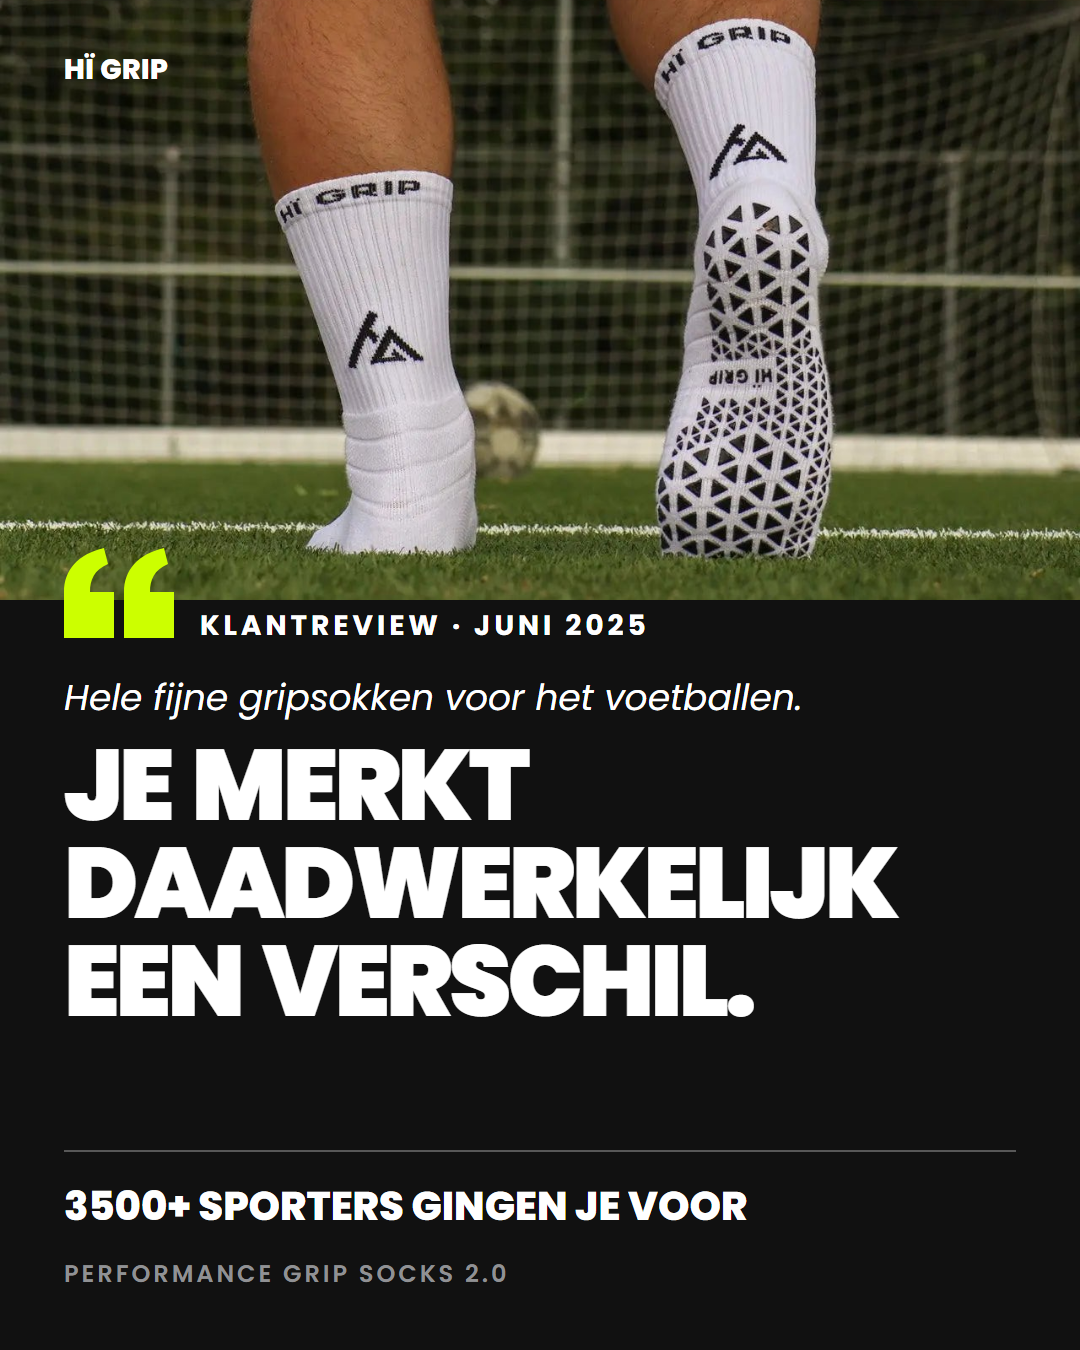 HÏ GRIP
HÏ GRIP
HÏ GRIP
HÏ GRIP
KLANTREVIEW · JUNI 2025
Hele fijne gripsokken voor het voetballen.
JE MERKT
DAADWERKELIJK
EEN VERSCHIL.
3500+ SPORTERS GINGEN JE VOOR
PERFORMANCE GRIP SOCKS 2.0